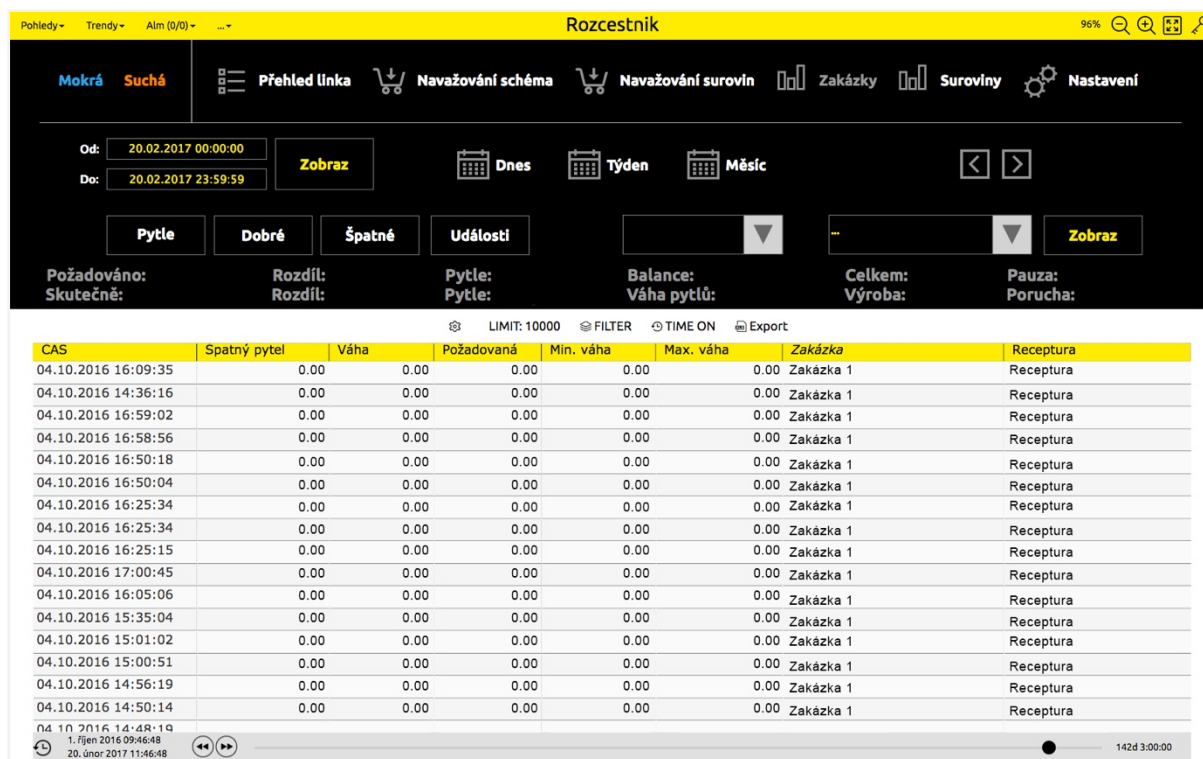 Pohledy Trendy Alm (0/0) ... Rozcestnik 96%
Mokrá Suchá Přehled linka Navažování schéma Navažování surovin Zakázky Suroviny Nastavení
Od: 20.02.2017 00:00:00 Zobraz Dnes Týden Měsíc
Do: 20.02.2017 23:59:59
Pytle Dobré Špatné Události ... Zobraz
Požadováno: Rozdíl: Pytle: Balance: Celkem: Pauza:
Skutečně: Rozdíl: Pytle: Váha pytlů: Výroba: Porucha:
LIMIT: 10000 FILTER TIME ON Export
CAS Spatný pytel Váha Požadovaná Min. váha Max. váha Zakázka Receptura
04.10.2016 16:09:35 0.00 0.00 0.00 0.00 0.00 Zakázka 1 Receptura
04.10.2016 14:36:16 0.00 0.00 0.00 0.00 0.00 Zakázka 1 Receptura
04.10.2016 16:59:02 0.00 0.00 0.00 0.00 0.00 Zakázka 1 Receptura
04.10.2016 16:58:56 0.00 0.00 0.00 0.00 0.00 Zakázka 1 Receptura
04.10.2016 16:50:18 0.00 0.00 0.00 0.00 0.00 Zakázka 1 Receptura
04.10.2016 16:50:04 0.00 0.00 0.00 0.00 0.00 Zakázka 1 Receptura
04.10.2016 16:25:34 0.00 0.00 0.00 0.00 0.00 Zakázka 1 Receptura
04.10.2016 16:25:34 0.00 0.00 0.00 0.00 0.00 Zakázka 1 Receptura
04.10.2016 16:25:15 0.00 0.00 0.00 0.00 0.00 Zakázka 1 Receptura
04.10.2016 17:00:45 0.00 0.00 0.00 0.00 0.00 Zakázka 1 Receptura
04.10.2016 16:05:06 0.00 0.00 0.00 0.00 0.00 Zakázka 1 Receptura
04.10.2016 15:35:04 0.00 0.00 0.00 0.00 0.00 Zakázka 1 Receptura
04.10.2016 15:01:02 0.00 0.00 0.00 0.00 0.00 Zakázka 1 Receptura
04.10.2016 15:00:51 0.00 0.00 0.00 0.00 0.00 Zakázka 1 Receptura
04.10.2016 14:56:19 0.00 0.00 0.00 0.00 0.00 Zakázka 1 Receptura
04.10.2016 14:50:14 0.00 0.00 0.00 0.00 0.00 Zakázka 1 Receptura
04.10.2016 14:48:19
1. říjen 2016 09:46:48
20. únor 2017 11:46:48 142d 3:00:00